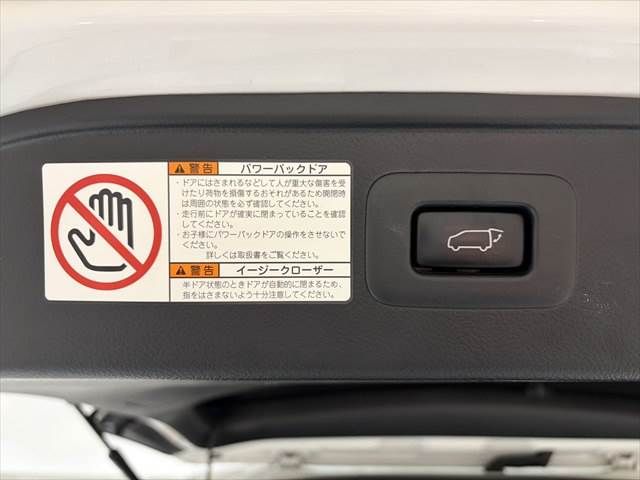 警告 パワーバックドア
・ドアにはさまれるなどして人が重大な傷害を受
けたり荷物を損傷するおそれがあるため開閉時
は周囲の状態を必ず確認してください。
・走行前にドアが確実に閉まっていることを確認
してください。
・お子様にパワーバックドアの操作をさせないで
ください。
詳しくは取扱書をご覧ください。
警告 イージークローザー
半ドア状態のときドアが自動的に閉まるため、
指をはさまないよう十分注意してください。